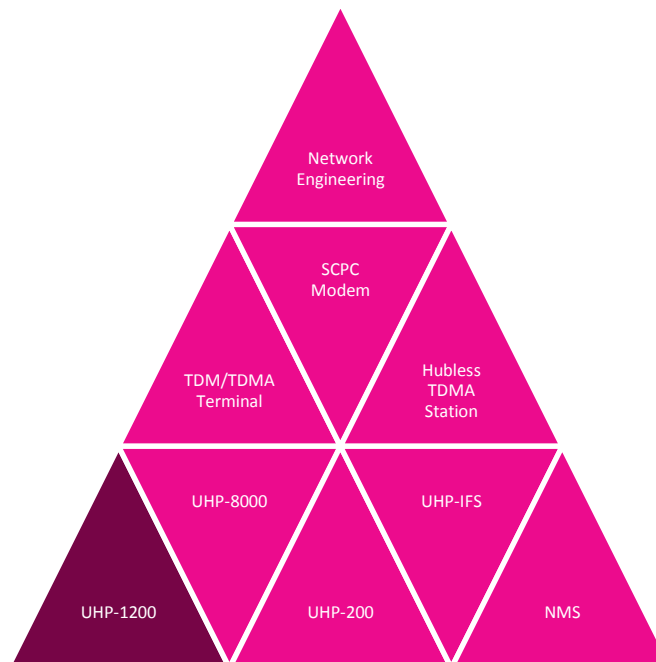 Network
Engineering
SCPC
Modem
TDM/TDMA
Terminal
Hubless
TDMA
Station
UHP-8000
UHP-IFS
UHP-1200
UHP-200
NMS